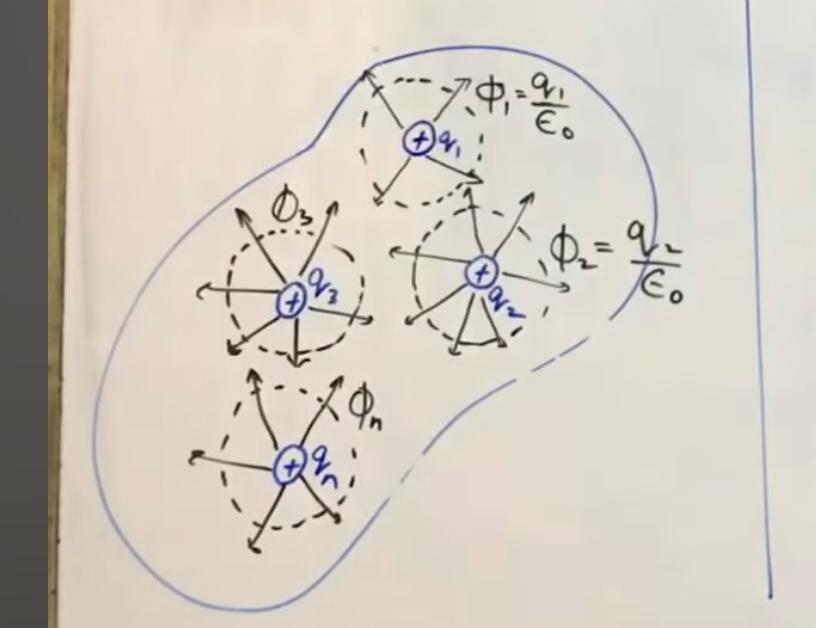 ϕ₁ = q₁/ε₀
+ q₁
ϕ₃
ϕ₂ = q₂/ε₀
+ q₃
+ q₂
ϕₙ
+ qₙ